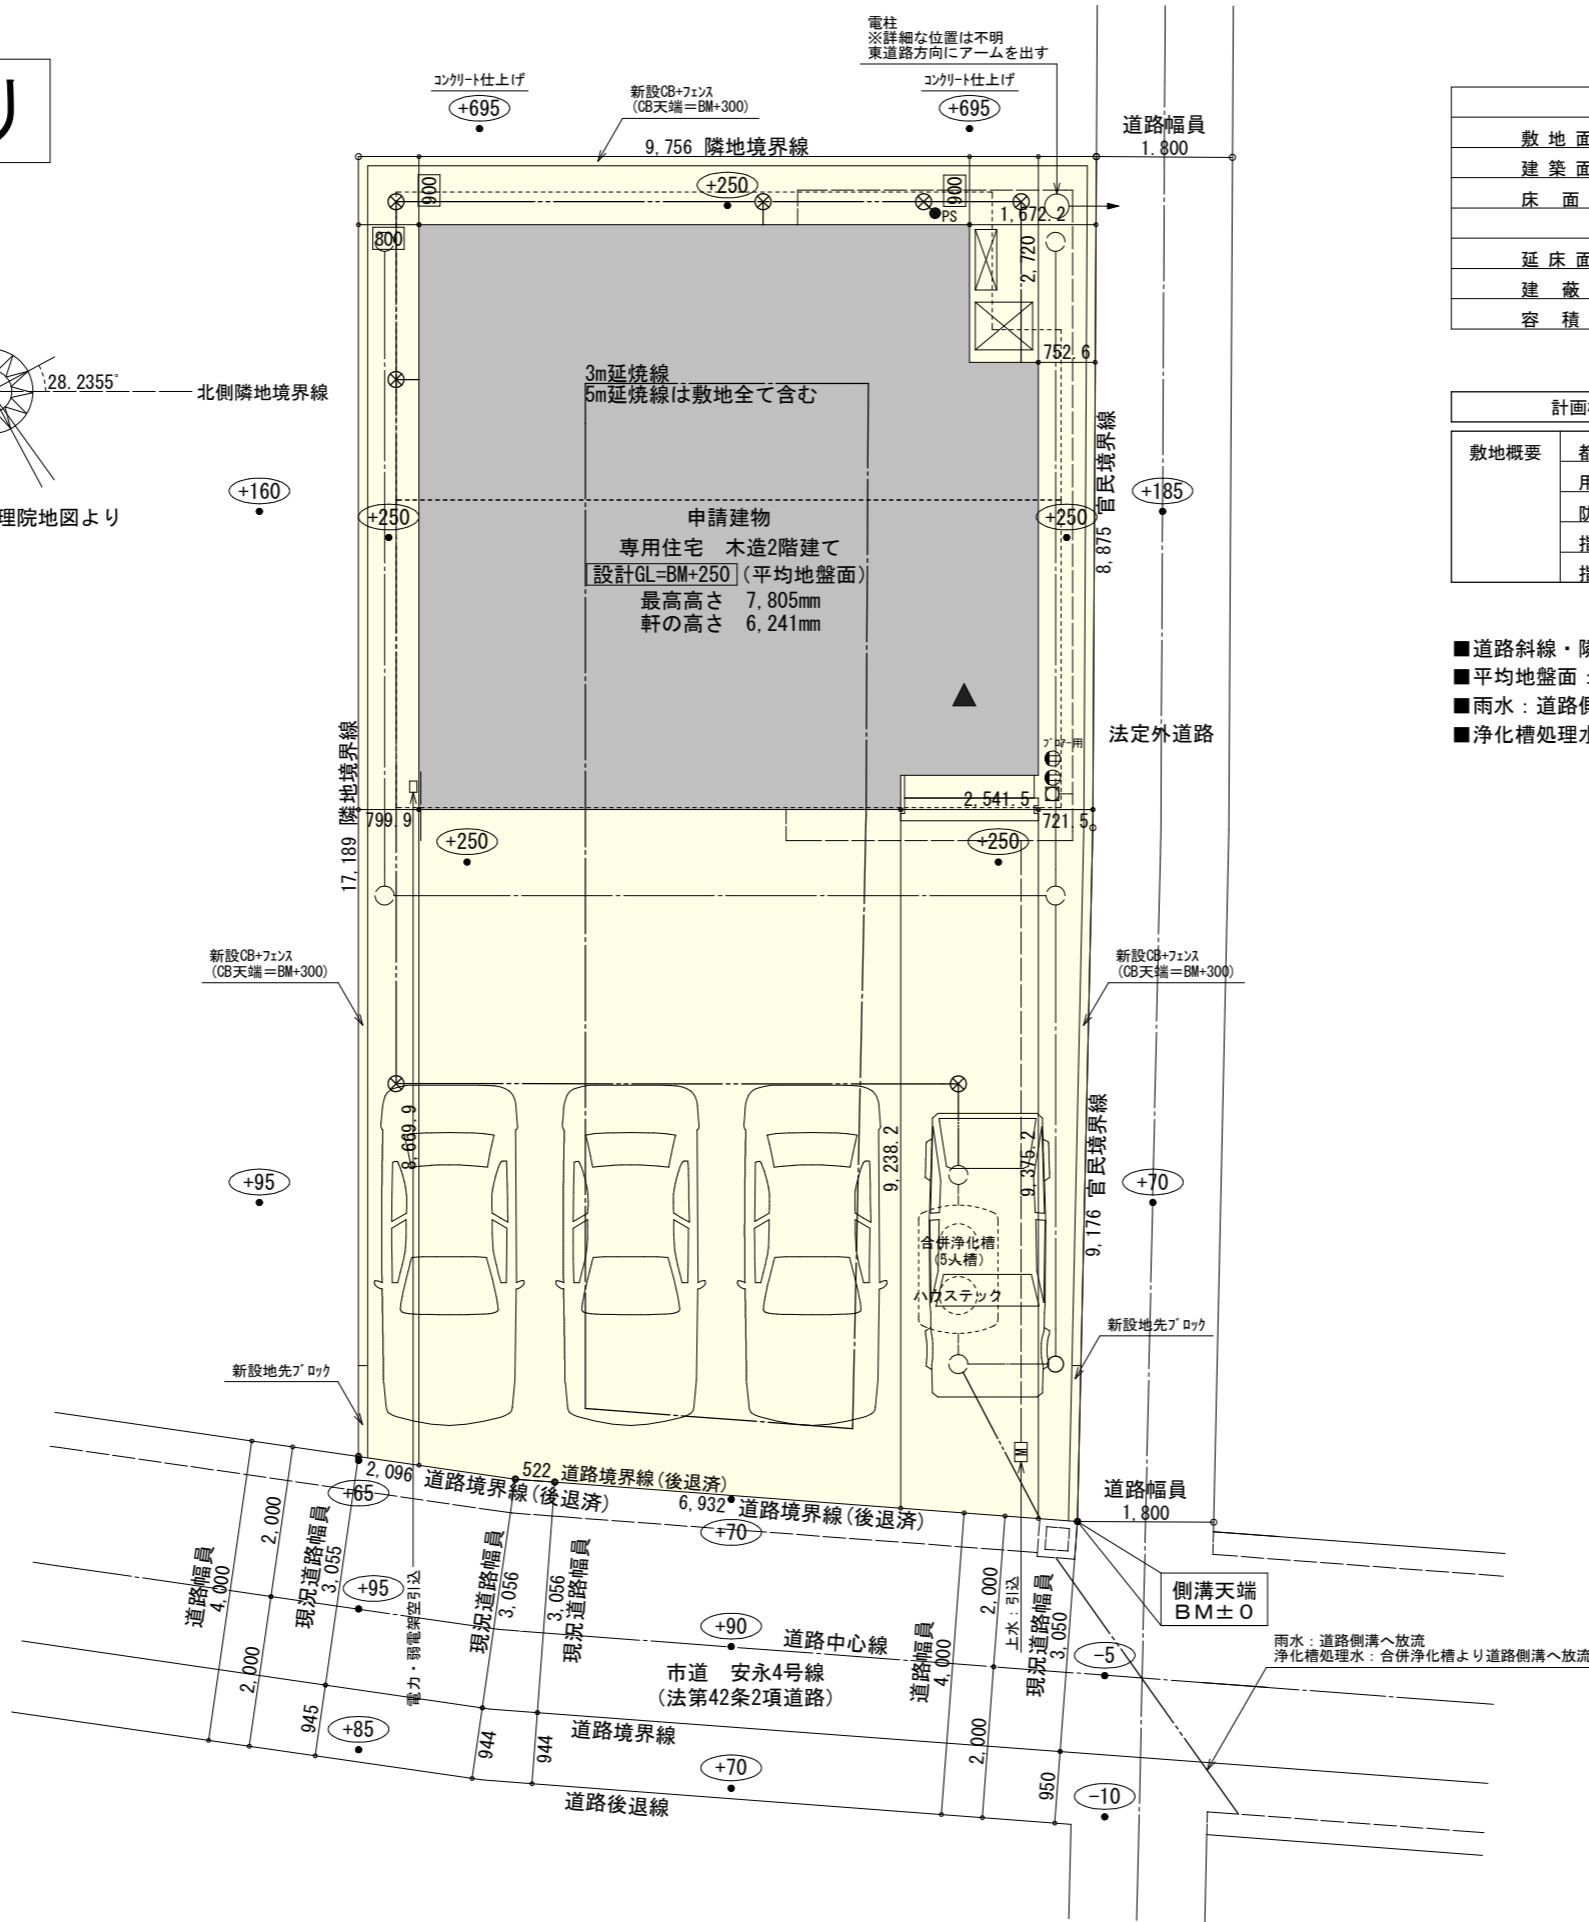 り
電柱
※詳細な位置は不明
東道路方向にアームを出す
コンクリート仕上げ
+695
新設CB+フェンス
(CB天端＝BM+300)
コンクリート仕上げ
+695
道路幅員
1.800
9,756 隣地境界線
900
+250
900
PS
1,672.2
800
2,720
敷地面
建築面
床面
延床面
建蔽
容積
28.2355°
北側隣地境界線
理院地図より
3m延焼線
5m延焼線は敷地全て含む
752.6
8,875 官民境界線
+160
+250
+250
+185
申請建物
専用住宅 木造2階建て
設計GL=BM+250 (平均地盤面)
最高高さ 7,805mm
軒の高さ 6,241mm
計画
敷地概要
都
用
防
指
指
■道路斜線・隣
■平均地盤面：
■雨水：道路側
■浄化槽処理水
法定外道路
ブロアー用
17,189 隣地境界線
799.9
2,541.5
721.5
+250
+250
新設CB+フェンス
(CB天端＝BM+300)
新設CB+フェンス
(CB天端＝BM+300)
8,669.9
9,238.2
9,375.2
9,176 官民境界線
+95
+70
合併浄化槽
(5人槽)
ハウステック
新設地先ブロック
新設地先ブロック
M
2,096 道路境界線(後退済)
522 道路境界線(後退済)
6,932 道路境界線(後退済)
道路幅員
1,800
+65
+70
道路幅員
4,000
2,000
2,000
現況道路幅員
3,055
945
+95
電力・弱電架空引込
現況道路幅員
3,056
944
3,056
現況道路幅員
944
+90
道路中心線
市道 安永4号線
(法第42条2項道路)
道路幅員
4,000
2,000
2,000
上水：引込
現況道路幅員
3,050
950
側溝天端
BM±0
-5
雨水：道路側溝へ放流
浄化槽処理水：合併浄化槽より道路側溝へ放流
+85
道路境界線
+70
道路後退線
-10